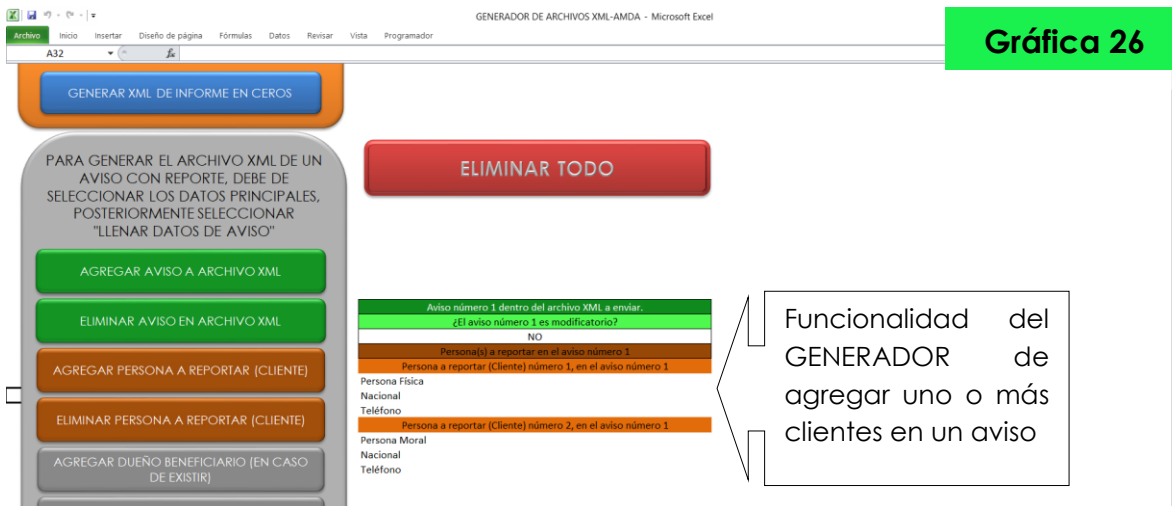 GENERADOR DE ARCHIVOS XML-AMDA - Microsoft Excel
Archivo Inicio Insertar Diseño de página Fórmulas Datos Revisar Vista Programador
Gráfica 26
A32 fx
GENERAR XML DE INFORME EN CEROS
PARA GENERAR EL ARCHIVO XML DE UN
AVISO CON REPORTE, DEBE DE
SELECCIONAR LOS DATOS PRINCIPALES,
POSTERIORMENTE SELECCIONAR
"LLENAR DATOS DE AVISO"
ELIMINAR TODO
AGREGAR AVISO A ARCHIVO XML
ELIMINAR AVISO EN ARCHIVO XML
AGREGAR PERSONA A REPORTAR (CLIENTE)
ELIMINAR PERSONA A REPORTAR (CLIENTE)
AGREGAR DUEÑO BENEFICIARIO (EN CASO
DE EXISTIR)
Aviso número 1 dentro del archivo XML a enviar.
¿El aviso número 1 es modificatorio?
NO
Persona(s) a reportar en el aviso número 1
Persona a reportar (Cliente) número 1, en el aviso número 1
Persona Física
Nacional
Teléfono
Persona a reportar (Cliente) número 2, en el aviso número 1
Persona Moral
Nacional
Teléfono
Funcionalidad del
GENERADOR de
agregar uno o más
clientes en un aviso